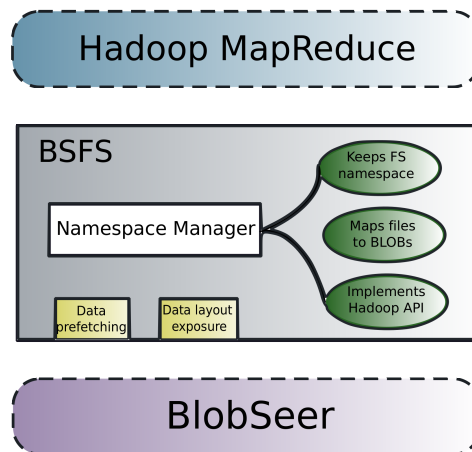 Hadoop MapReduce
BSFS
Keeps FS
namespace
Namespace Manager
Maps files
to BLOBs
Implements
Hadoop API
Data
prefetching
Data layout
exposure
BlobSeer